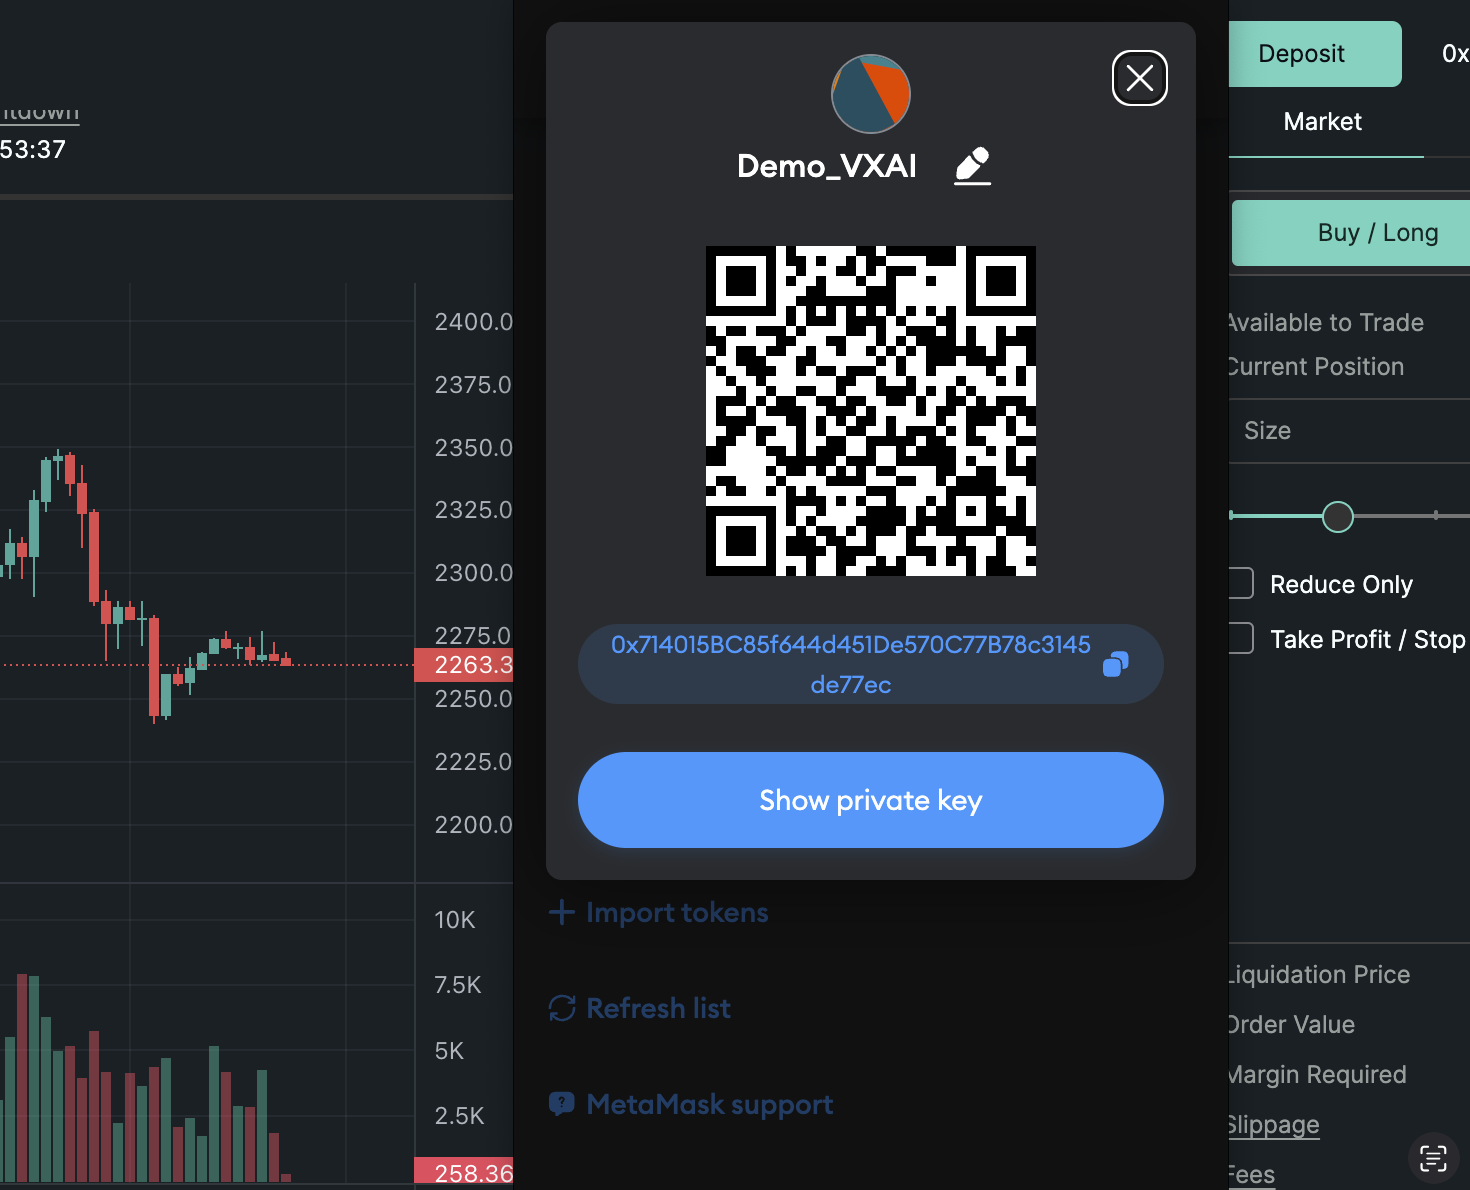 ntdown
53:37
2400.0
2375.0
2350.0
2325.0
2300.0
2275.0
2263.3
2250.0
2225.0
2200.0
10K
7.5K
5K
2.5K
258.36
Demo_VXAI
0x714015BC85f644d451De570C77B78c3145
de77ec
Show private key
Import tokens
Refresh list
MetaMask support
Deposit
0x
Market
Buy / Long
Available to Trade
Current Position
Size
Reduce Only
Take Profit / Stop
Liquidation Price
Order Value
Margin Required
Slippage
Fees